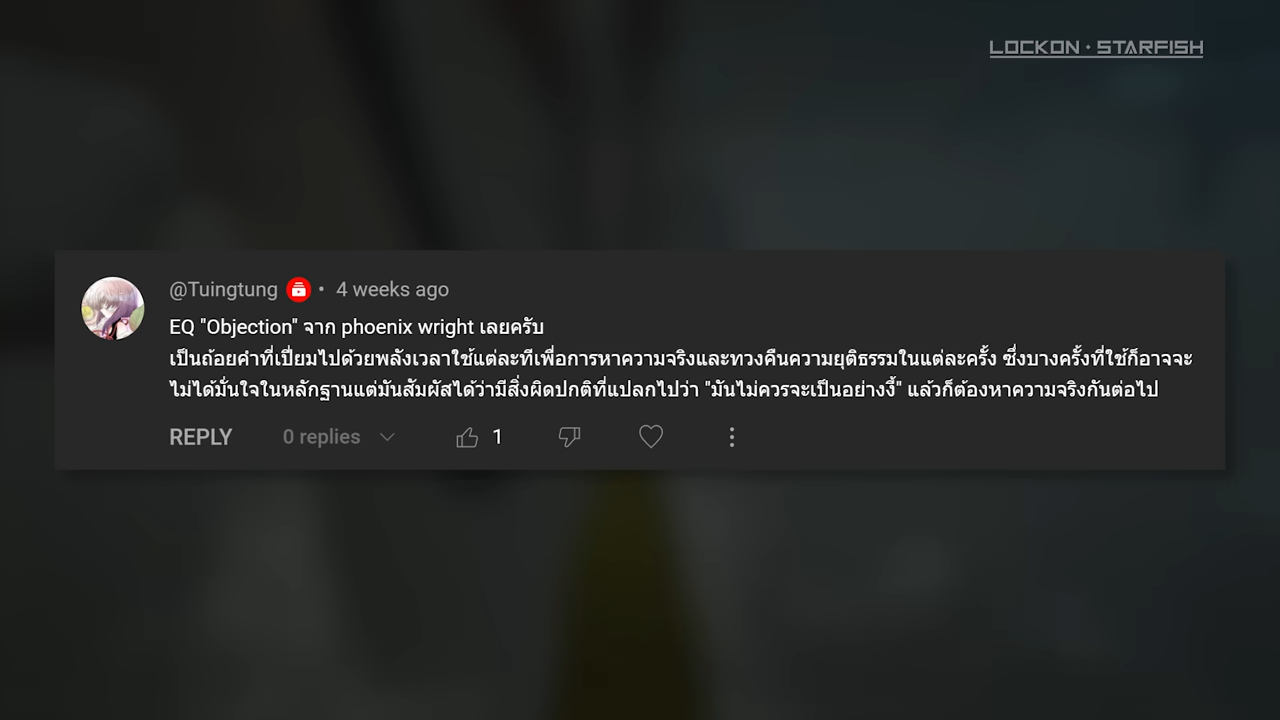 LOCKON · STARFISH
@Tuingtung • 4 weeks ago
EQ "Objection" จาก phoenix wright เลยครับ
เป็นถ้อยคำที่เปี่ยมไปด้วยพลังเวลาใช้แต่ละทีเพื่อการหาความจริงและทวงคืนความยุติธรรมในแต่ละครั้ง ซึ่งบางครั้งที่ใช้ก็อาจจะ
ไม่ได้มั่นใจในหลักฐานแต่มันสัมผัสได้ว่ามีสิ่งผิดปกติที่แปลกไปว่า "มันไม่ควรจะเป็นอย่างงี้" แล้วก็ต้องหาความจริงกันต่อไป
REPLY 0 replies 1